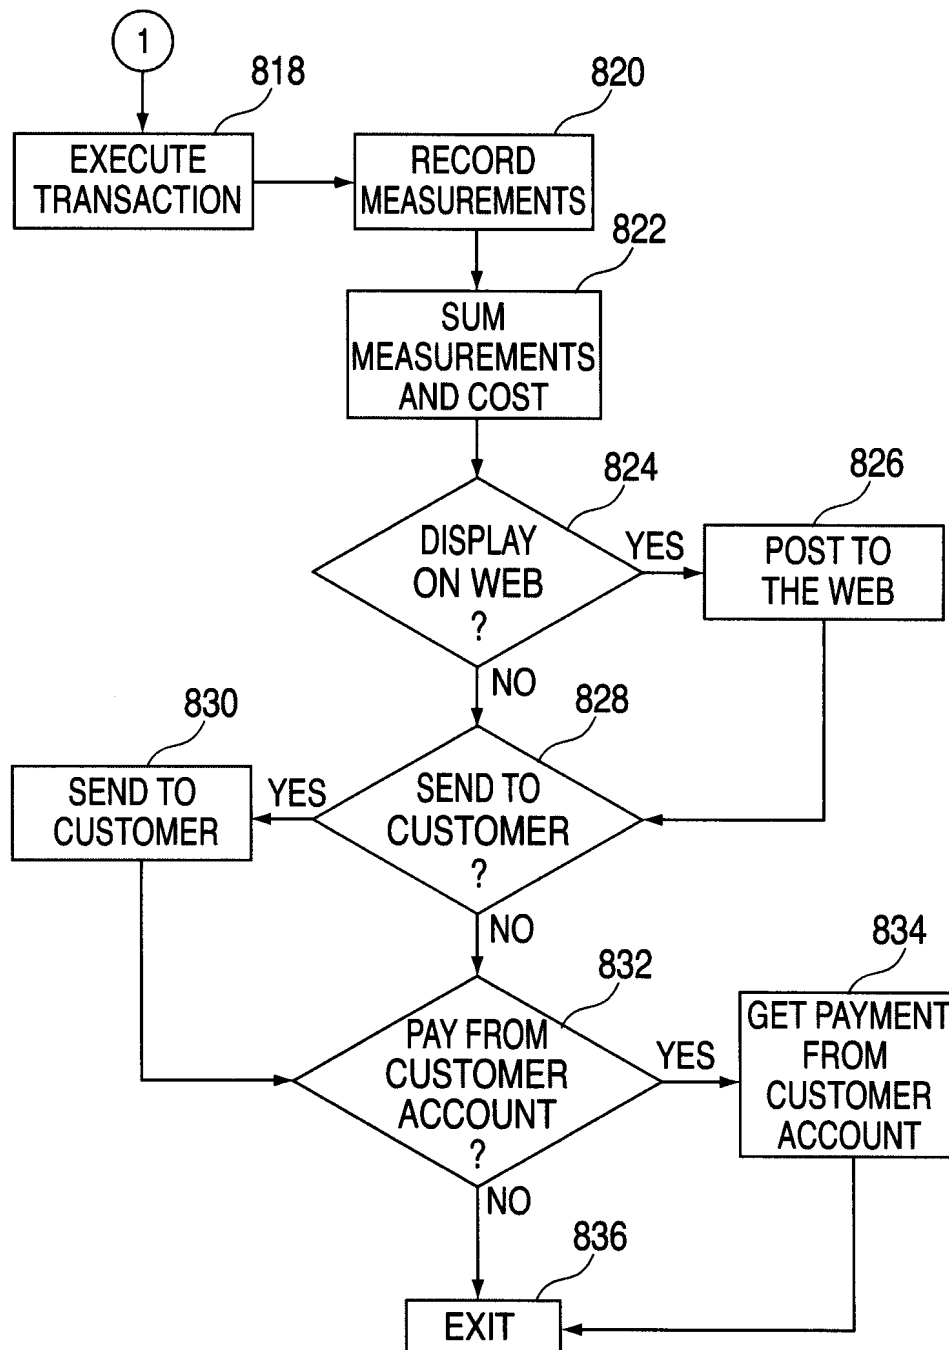 1
818
EXECUTE
TRANSACTION
820
RECORD
MEASUREMENTS
822
SUM
MEASUREMENTS
AND COST
824
DISPLAY
ON WEB
?
YES
826
POST TO
THE WEB
NO
828
SEND TO
CUSTOMER
?
YES
830
SEND TO
CUSTOMER
NO
832
PAY FROM
CUSTOMER
ACCOUNT
?
YES
834
GET PAYMENT
FROM
CUSTOMER
ACCOUNT
NO
836
EXIT